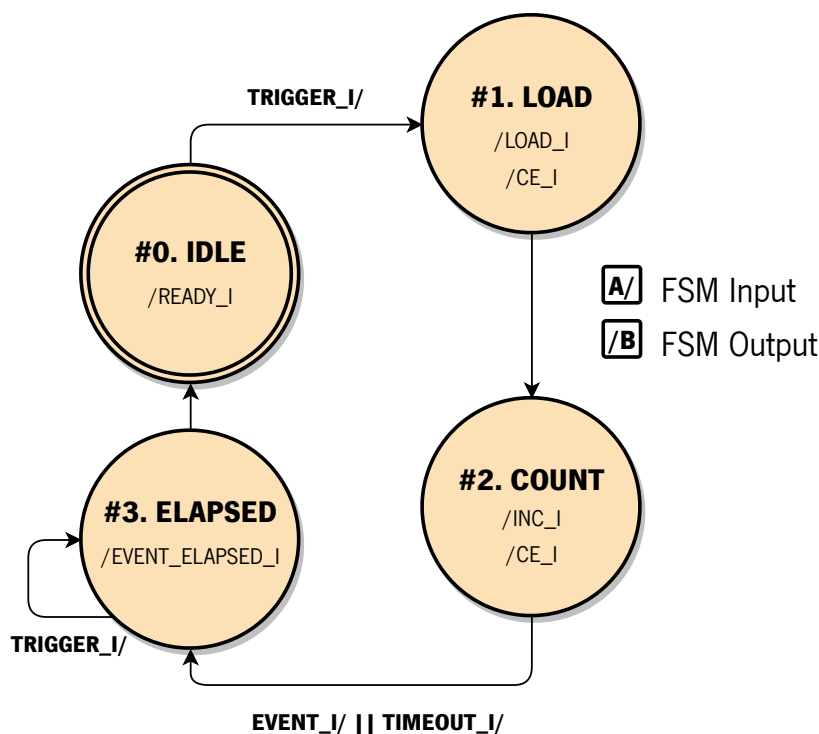 TRIGGER_I/
#1. LOAD
/LOAD_I
/CE_I
#0. IDLE
/READY_I
A/ FSM Input
/B FSM Output
#2. COUNT
/INC_I
/CE_I
#3. ELAPSED
/EVENT_ELAPSED_I
TRIGGER_I/
EVENT_I/ || TIMEOUT_I/